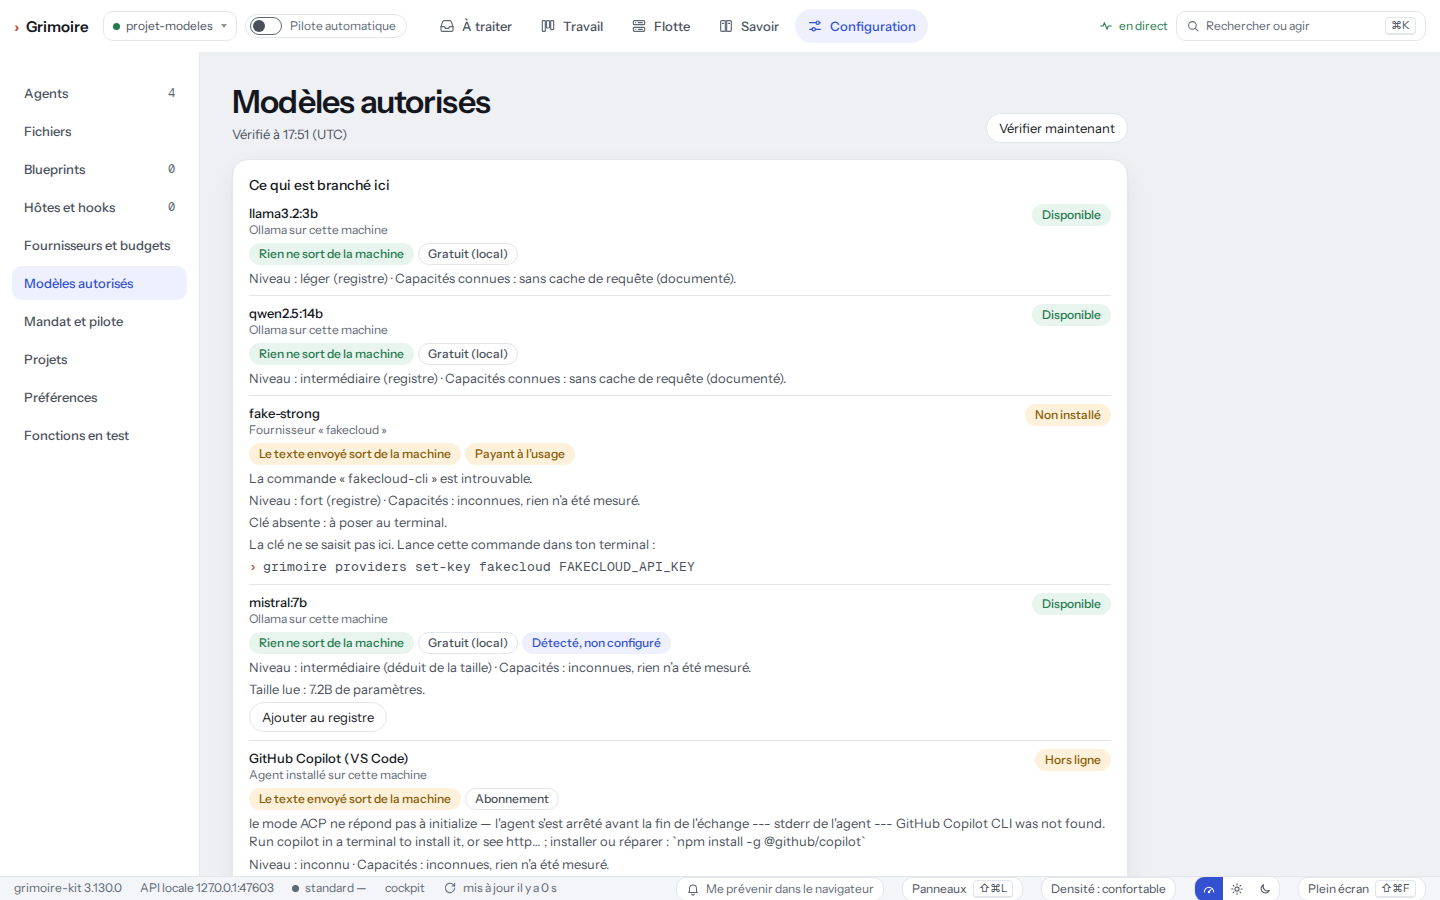 › Grimoire
projet-modeles
Pilote automatique
À traiter
Travail
Flotte
Savoir
Configuration
en direct
Rechercher ou agir
⌘K
Agents 4
Fichiers
Blueprints 0
Hôtes et hooks 0
Fournisseurs et budgets
Modèles autorisés
Mandat et pilote
Projets
Préférences
Fonctions en test
Modèles autorisés
Vérifié à 17:51 (UTC)
Vérifier maintenant
Ce qui est branché ici
llama3.2:3b
Disponible
Ollama sur cette machine
Rien ne sort de la machine
Gratuit (local)
Niveau : léger (registre) · Capacités connues : sans cache de requête (documenté).
qwen2.5:14b
Disponible
Ollama sur cette machine
Rien ne sort de la machine
Gratuit (local)
Niveau : intermédiaire (registre) · Capacités connues : sans cache de requête (documenté).
fake-strong
Non installé
Fournisseur « fakecloud »
Le texte envoyé sort de la machine
Payant à l’usage
La commande « fakecloud-cli » est introuvable.
Niveau : fort (registre) · Capacités : inconnues, rien n’a été mesuré.
Clé absente : à poser au terminal.
La clé ne se saisit pas ici. Lance cette commande dans ton terminal :
› grimoire providers set-key fakecloud FAKECLOUD_API_KEY
mistral:7b
Disponible
Ollama sur cette machine
Rien ne sort de la machine
Gratuit (local)
Détecté, non configuré
Niveau : intermédiaire (déduit de la taille) · Capacités : inconnues, rien n’a été mesuré.
Taille lue : 7.2B de paramètres.
Ajouter au registre
GitHub Copilot (VS Code)
Hors ligne
Agent installé sur cette machine
Le texte envoyé sort de la machine
Abonnement
le mode ACP ne répond pas à initialize — l’agent s’est arrêté avant la fin de l’échange --- stderr de l’agent --- GitHub Copilot CLI was not found.
Run copilot in a terminal to install it, or see http… ; installer ou réparer : `npm install -g @github/copilot`
Niveau : inconnu · Capacités : inconnues, rien n’a été mesuré.
grimoire-kit 3.130.0
API locale 127.0.0.1:47603
standard —
cockpit
mis à jour il y a 0 s
Me prévenir dans le navigateur
Panneaux ⇧⌘L
Densité : confortable
Plein écran ⇧⌘F